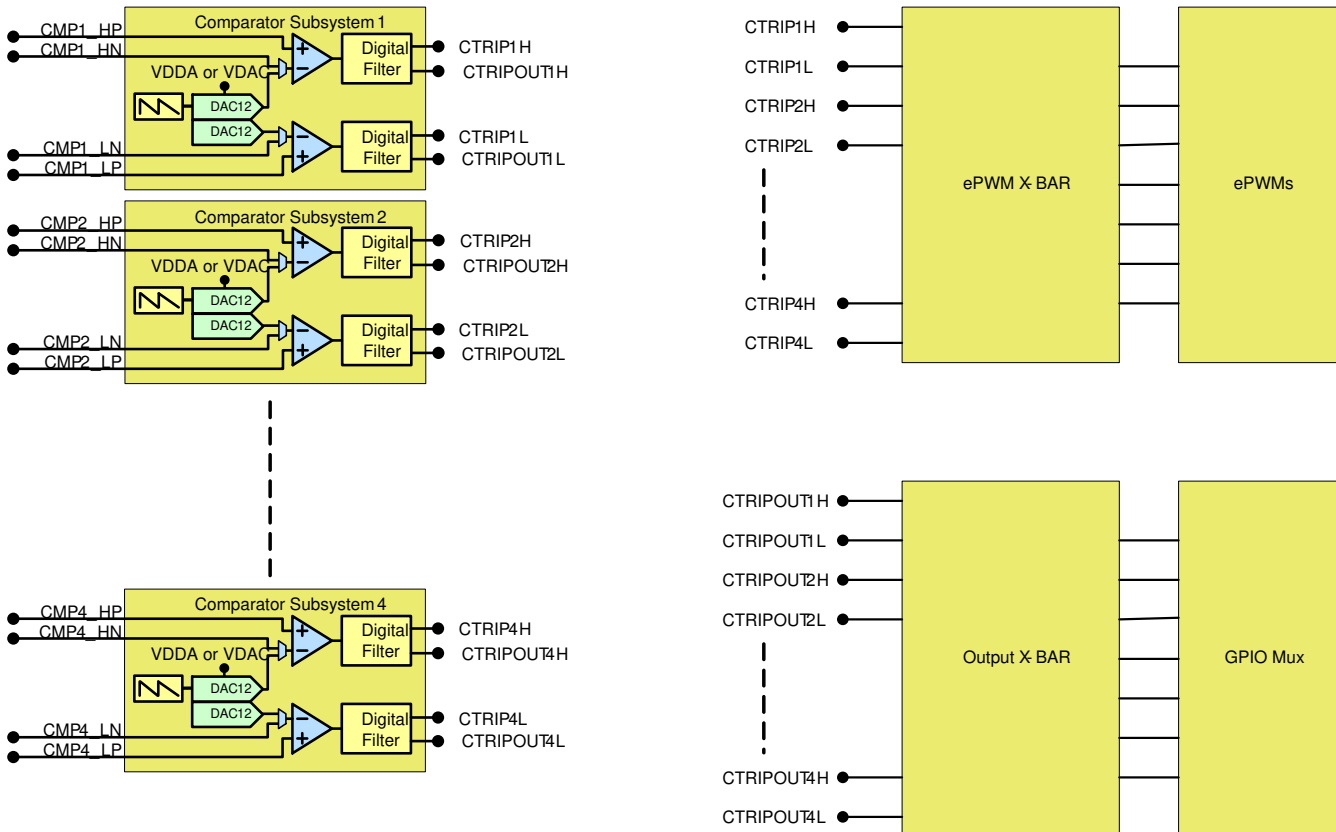 Comparator Subsystem 1
CMP1_HP
CMP1_HN
VDDA or VDAC
DAC12
DAC12
CMP1_LN
CMP1_LP
Digital
Filter
Digital
Filter
CTRIP1H
CTRIPOUT1H
CTRIP1L
CTRIPOUT1L
Comparator Subsystem 2
CMP2_HP
CMP2_HN
VDDA or VDAC
DAC12
DAC12
CMP2_LN
CMP2_LP
Digital
Filter
Digital
Filter
CTRIP2H
CTRIPOUT2H
CTRIP2L
CTRIPOUT2L
Comparator Subsystem 4
CMP4_HP
CMP4_HN
VDDA or VDAC
DAC12
DAC12
CMP4_LN
CMP4_LP
Digital
Filter
Digital
Filter
CTRIP4H
CTRIPOUT4H
CTRIP4L
CTRIPOUT4L
CTRIP1H
CTRIP1L
CTRIP2H
CTRIP2L
CTRIP4H
CTRIP4L
ePWM X-BAR
ePWMs
CTRIPOUT1H
CTRIPOUT1L
CTRIPOUT2H
CTRIPOUT2L
CTRIPOUT4H
CTRIPOUT4L
Output X-BAR
GPIO Mux